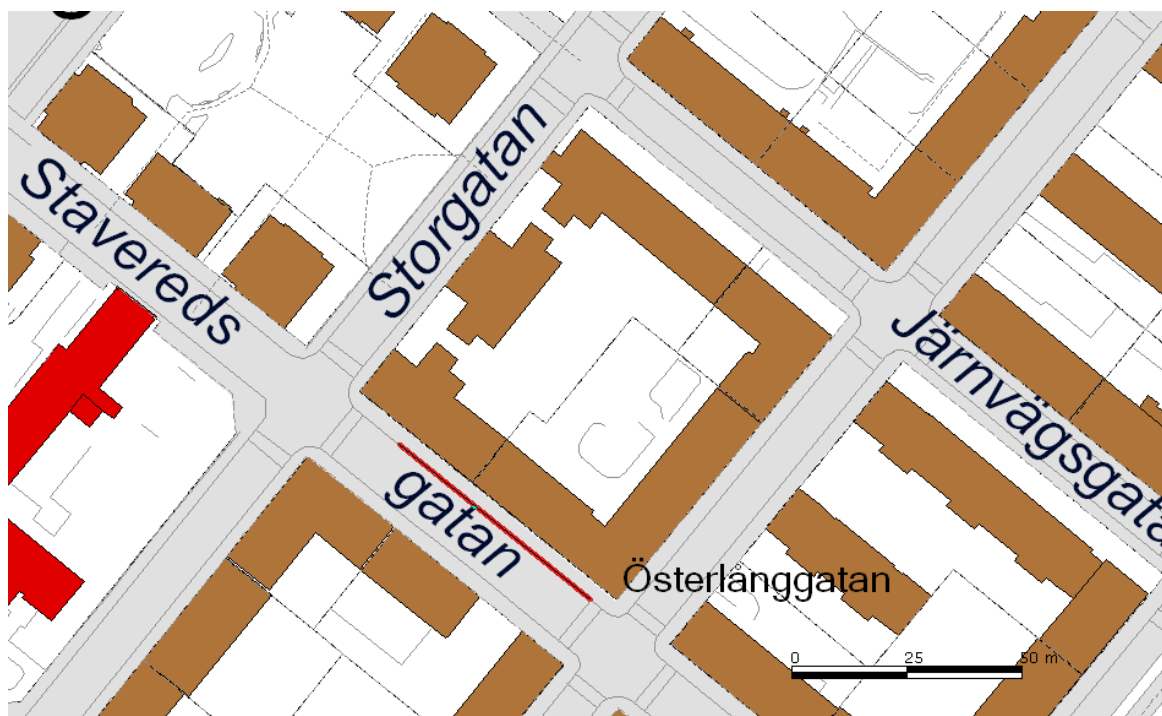 Storgatan
Stavereds
Järnvägsgata
gatan
Österlånggatan
0 25 50 m